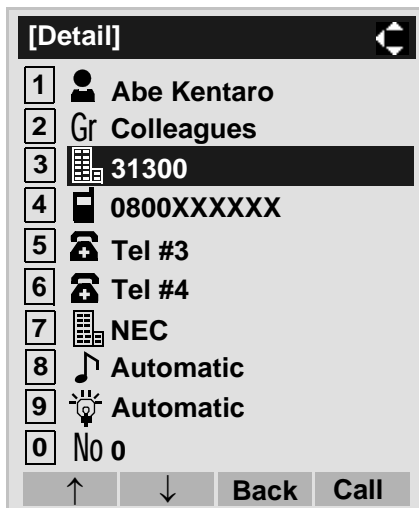 [Detail]
1 Abe Kentaro
2 Gr Colleagues
3 31300
4 0800XXXXXX
5 Tel #3
6 Tel #4
7 NEC
8 Automatic
9 Automatic
0 No 0
↑ ↓ Back Call